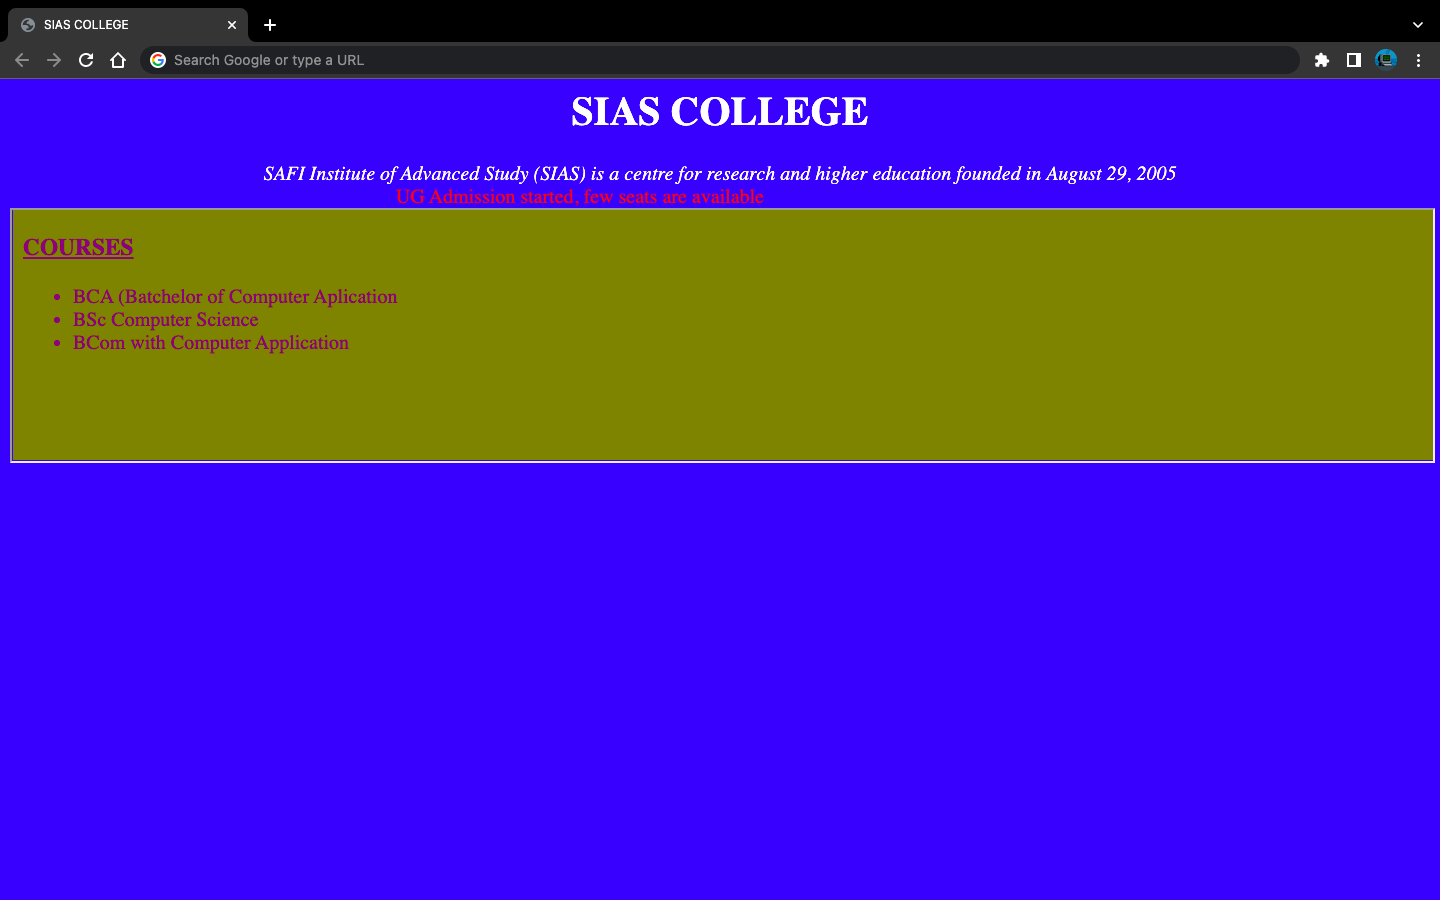 SIAS COLLEGE
Search Google or type a URL
SIAS COLLEGE
SAFI Institute of Advanced Study (SIAS) is a centre for research and higher education founded in August 29, 2005
UG Admission started, few seats are available
COURSES
BCA (Batchelor of Computer Aplication
BSc Computer Science
BCom with Computer Application